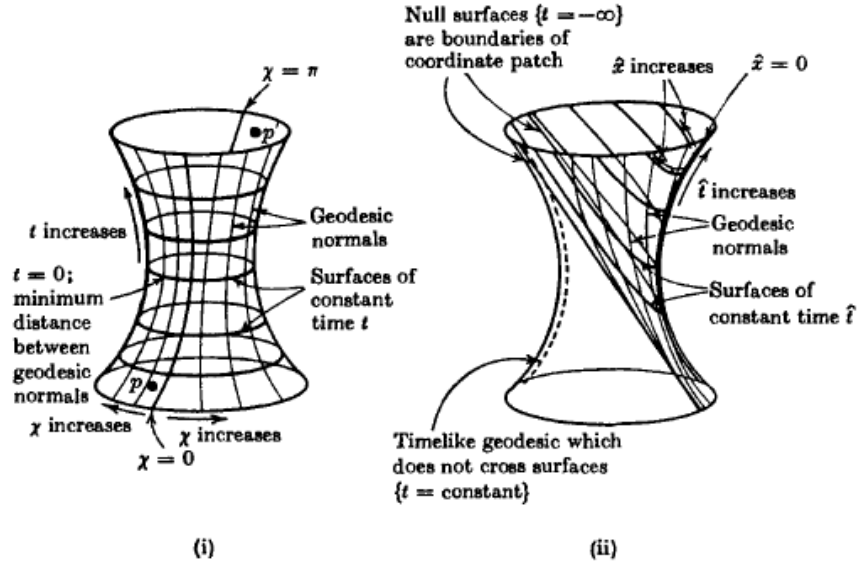 χ = π
p′
t increases
Geodesic
normals
t = 0;
minimum
distance
between
geodesic
normals
Surfaces of
constant
time t
p
χ increases
χ increases
χ = 0
(i)
Null surfaces {t = −∞}
are boundaries of
coordinate patch
x̂ increases
x̂ = 0
t̂ increases
Geodesic
normals
Surfaces of
constant time t̂
Timelike geodesic which
does not cross surfaces
{t = constant}
(ii)